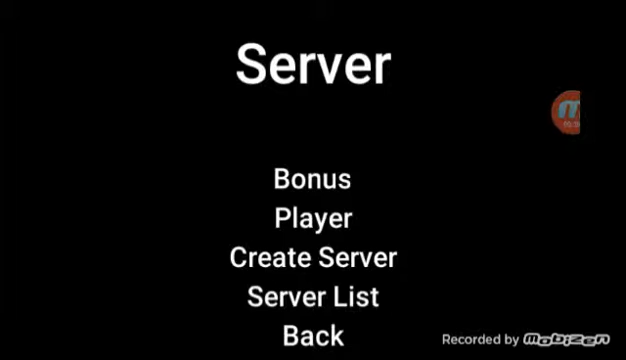 Server
Bonus
Player
Create Server
Server List
Back
Recorded by Mobizen